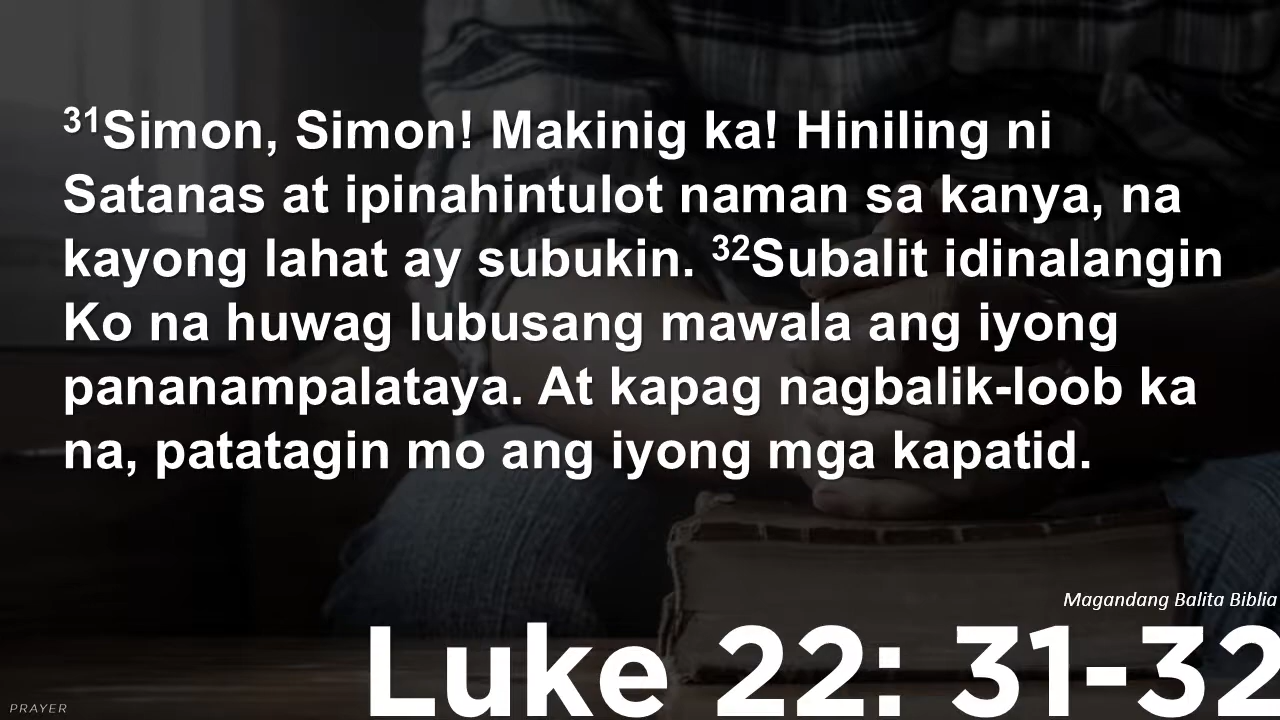 ³¹Simon, Simon! Makinig ka! Hiniling ni
Satanas at ipinahintulot naman sa kanya, na
kayong lahat ay subukin. ³²Subalit idinalangin
Ko na huwag lubusang mawala ang iyong
pananampalataya. At kapag nagbalik-loob ka
na, patatagin mo ang iyong mga kapatid.
Magandang Balita Biblia
Luke 22: 31-32
PRAYER